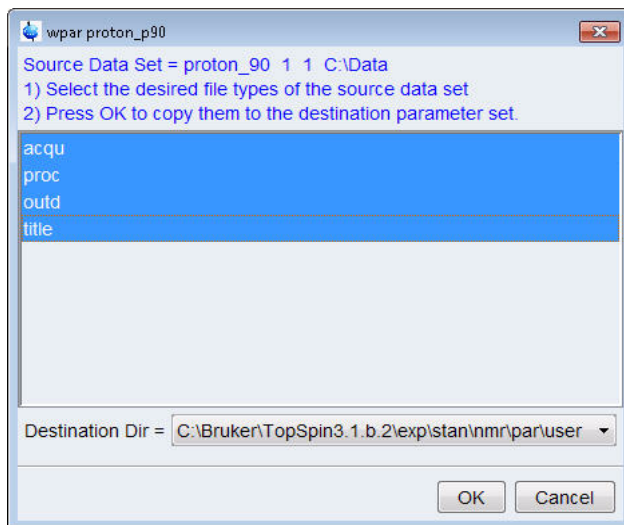 wpar proton_p90
Source Data Set = proton_90 1 1 C:\Data
1) Select the desired file types of the source data set
2) Press OK to copy them to the destination parameter set.
acqu
proc
outd
title
Destination Dir = C:\Bruker\TopSpin3.1.b.2\exp\stan\nmr\par\user
OK Cancel